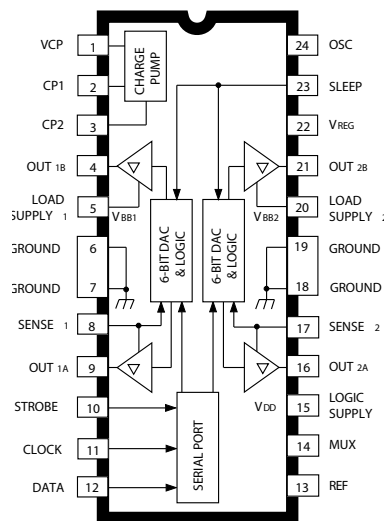 VCP 1
CP1 2
CP2 3
OUT 1B 4
LOAD SUPPLY 1 5
GROUND 6
GROUND 7
SENSE 1 8
OUT 1A 9
STROBE 10
CLOCK 11
DATA 12
CHARGE PUMP
VBB1
VBB2
6-BIT DAC & LOGIC
6-BIT DAC & LOGIC
VDD
SERIAL PORT
24 OSC
23 SLEEP
22 VREG
21 OUT 2B
20 LOAD SUPPLY 2
19 GROUND
18 GROUND
17 SENSE 2
16 OUT 2A
15 LOGIC SUPPLY
14 MUX
13 REF